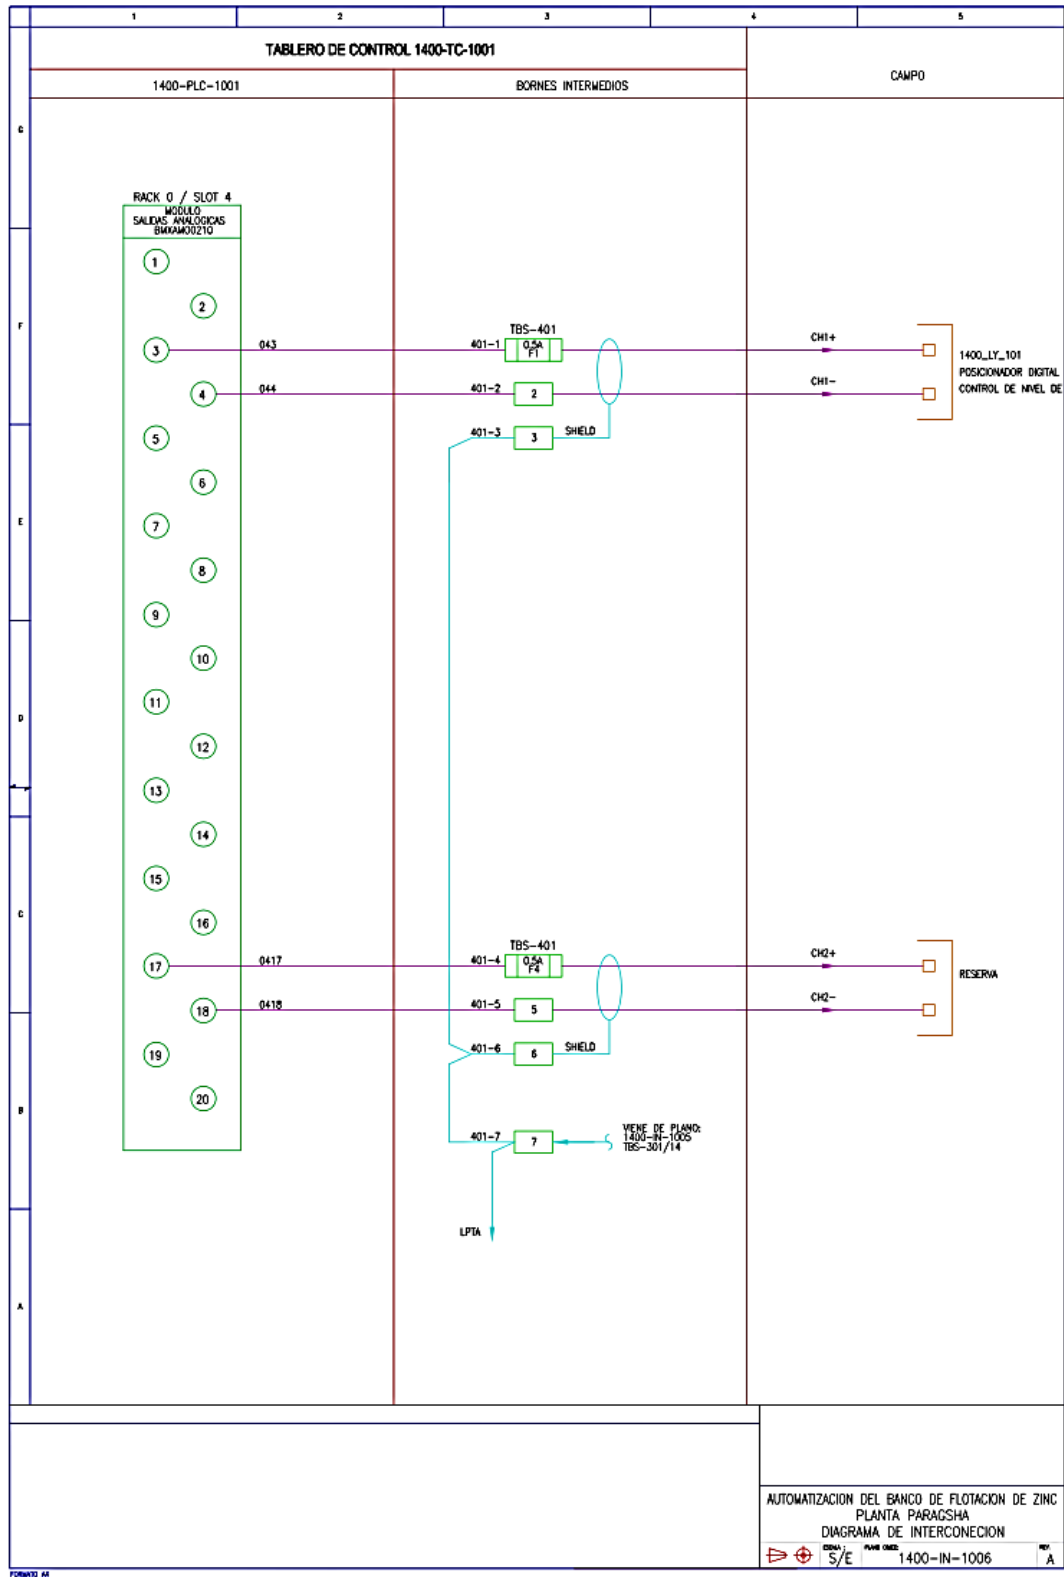 1 2 3 4 5
TABLERO DE CONTROL 1400-TC-1001
1400-PLC-1001
BORNES INTERMEDIOS
CAMPO
G
F
E
D
C
B
A
RACK 0 / SLOT 4
MODULO
SALIDAS ANALOGICAS
BMXAMO0210
1
2
3
4
5
6
7
8
9
10
11
12
13
14
15
16
17
18
19
20
043
044
0417
0418
TBS-401
401-1
0.5A
F1
401-2
2
401-3
3
SHIELD
CH1+
CH1-
1400_LY_101
POSICIONADOR DIGITAL
CONTROL DE NIVEL DE
TBS-401
401-4
0.5A
F4
401-5
5
401-6
6
SHIELD
CH2+
CH2-
RESERVA
401-7
7
VIENE DE PLANO:
1400-IN-1005
TBS-301/14
LPTA
AUTOMATIZACION DEL BANCO DE FLOTACION DE ZINC
PLANTA PARAGSHA
DIAGRAMA DE INTERCONECION
ESCALA :
S/E
1400-IN-1006
REV.
A
FORMATO A4